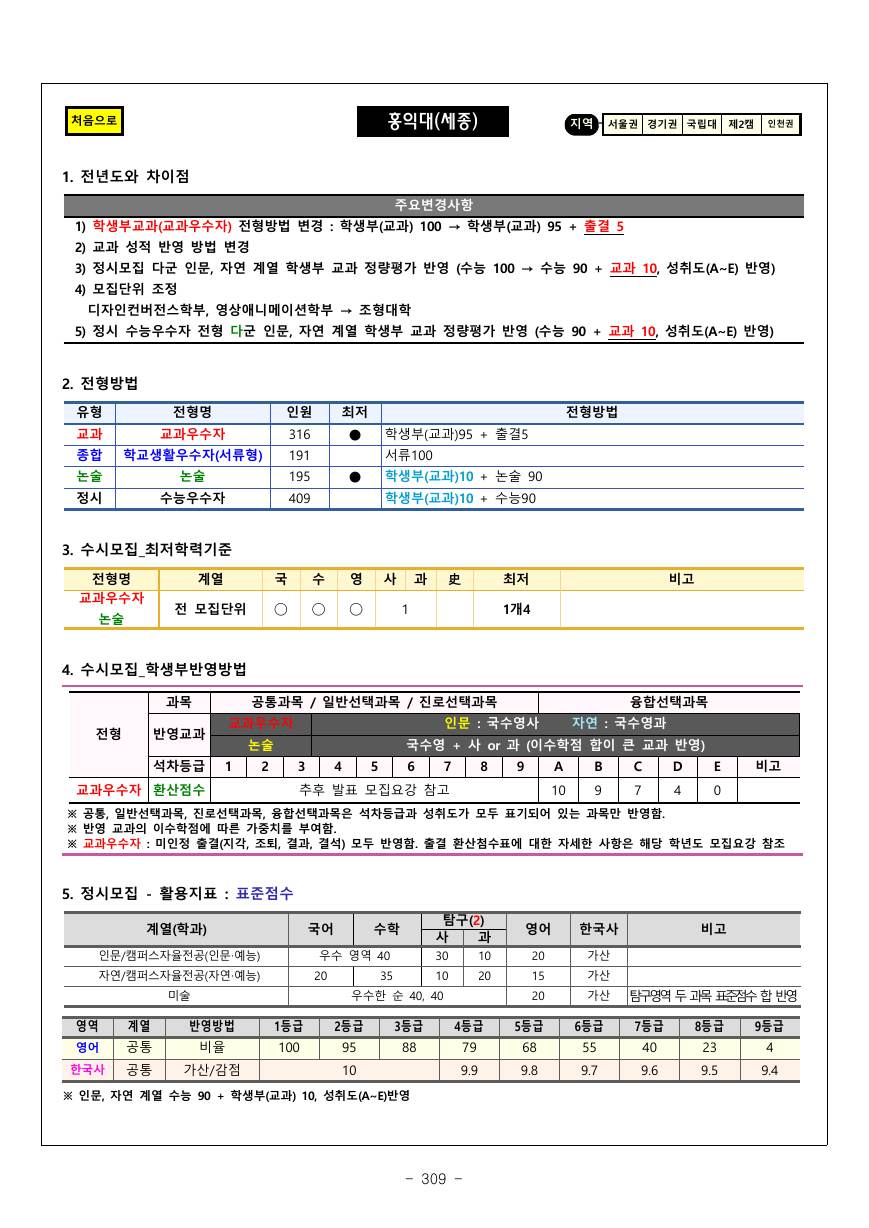 처음으로
홍익대(세종)
지역 서울권 경기권 국립대 제2캠 인천권
1. 전년도와 차이점
주요변경사항
1) 학생부교과(교과우수자) 전형방법 변경 : 학생부(교과) 100 → 학생부(교과) 95 + 출결 5
2) 교과 성적 반영 방법 변경
3) 정시모집 다군 인문, 자연 계열 학생부 교과 정량평가 반영 (수능 100 → 수능 90 + 교과 10, 성취도(A~E) 반영)
4) 모집단위 조정
디자인컨버전스학부, 영상애니메이션학부 → 조형대학
5) 정시 수능우수자 전형 다군 인문, 자연 계열 학생부 교과 정량평가 반영 (수능 90 + 교과 10, 성취도(A~E) 반영)
2. 전형방법
유형 전형명 인원 최저 전형방법
교과 교과우수자 316 ● 학생부(교과)95 + 출결5
종합 학교생활우수자(서류형) 191 서류100
논술 논술 195 ● 학생부(교과)10 + 논술 90
정시 수능우수자 409 학생부(교과)10 + 수능90
3. 수시모집_최저학력기준
전형명 계열 국 수 영 사 과 史 최저 비고
교과우수자
논술
전 모집단위 ○ ○ ○ 1 1개4
4. 수시모집_학생부반영방법
전형 과목 공통과목 / 일반선택과목 / 진로선택과목 융합선택과목
반영교과 교과우수자 인문 : 국수영사 자연 : 국수영과
논술 국수영 + 사 or 과 (이수학점 합이 큰 교과 반영)
석차등급 1 2 3 4 5 6 7 8 9 A B C D E 비고
교과우수자 환산점수 추후 발표 모집요강 참고 10 9 7 4 0
※ 공통, 일반선택과목, 진로선택과목, 융합선택과목은 석차등급과 성취도가 모두 표기되어 있는 과목만 반영함.
※ 반영 교과의 이수학점에 따른 가중치를 부여함.
※ 교과우수자 : 미인정 출결(지각, 조퇴, 결과, 결석) 모두 반영함. 출결 환산점수표에 대한 자세한 사항은 해당 학년도 모집요강 참조
5. 정시모집 - 활용지표 : 표준점수
계열(학과) 국어 수학 탐구(2) 영어 한국사 비고
사 과
인문/캠퍼스자율전공(인문·예능) 우수 영역 40 30 10 20 가산
자연/캠퍼스자율전공(자연·예능) 20 35 10 20 15 가산
미술 우수한 순 40, 40 20 가산 탐구영역 두 과목 표준점수 합 반영
영역 계열 반영방법 1등급 2등급 3등급 4등급 5등급 6등급 7등급 8등급 9등급
영어 공통 비율 100 95 88 79 68 55 40 23 4
한국사 공통 가산/감점 10 9.9 9.8 9.7 9.6 9.5 9.4
※ 인문, 자연 계열 수능 90 + 학생부(교과) 10, 성취도(A~E)반영
- 309 -